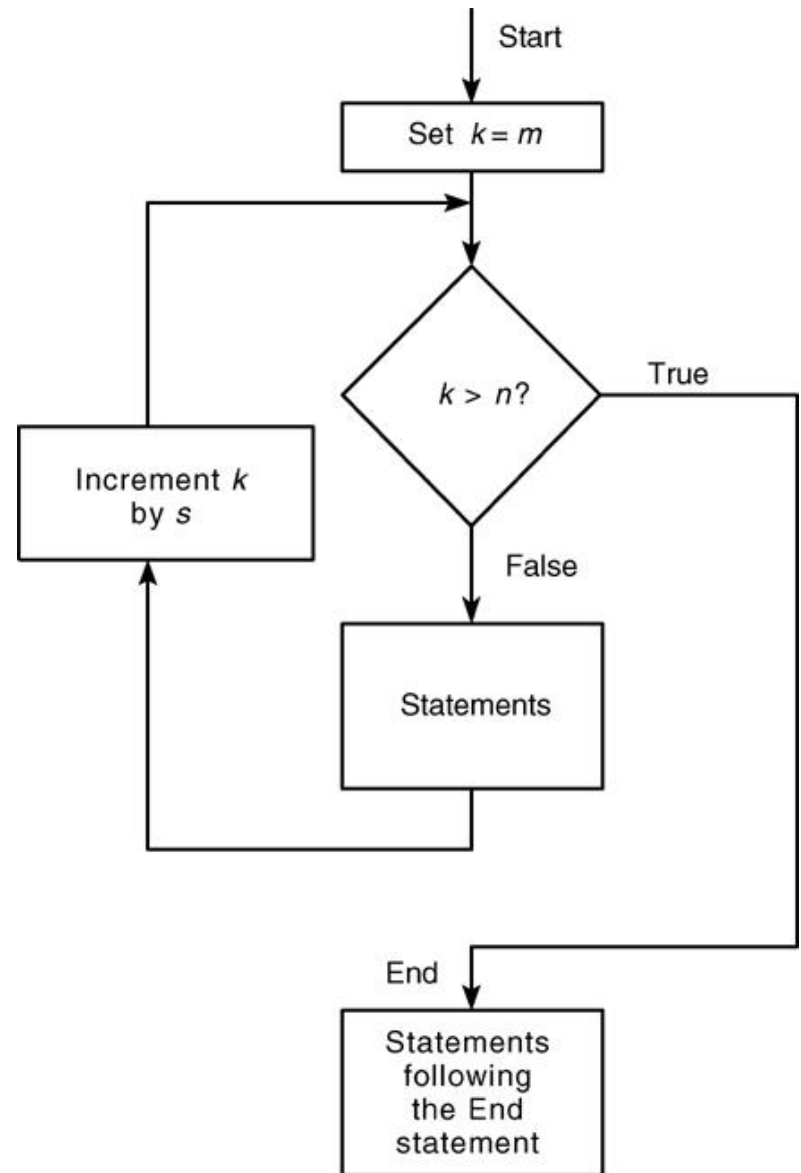 Start
Set k = m
k > n?
True
Increment k
by s
False
Statements
End
Statements
following
the End
statement